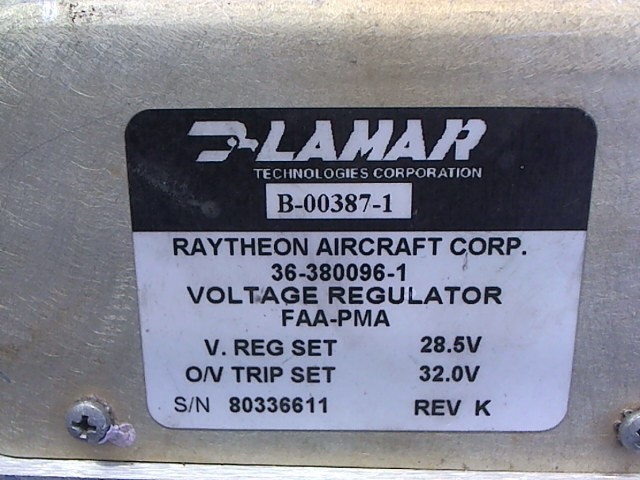 LAMAR
TECHNOLOGIES CORPORATION
B-00387-1
RAYTHEON AIRCRAFT CORP.
36-380096-1
VOLTAGE REGULATOR
FAA-PMA
V. REG SET 28.5V
O/V TRIP SET 32.0V
S/N 80336611 REV K